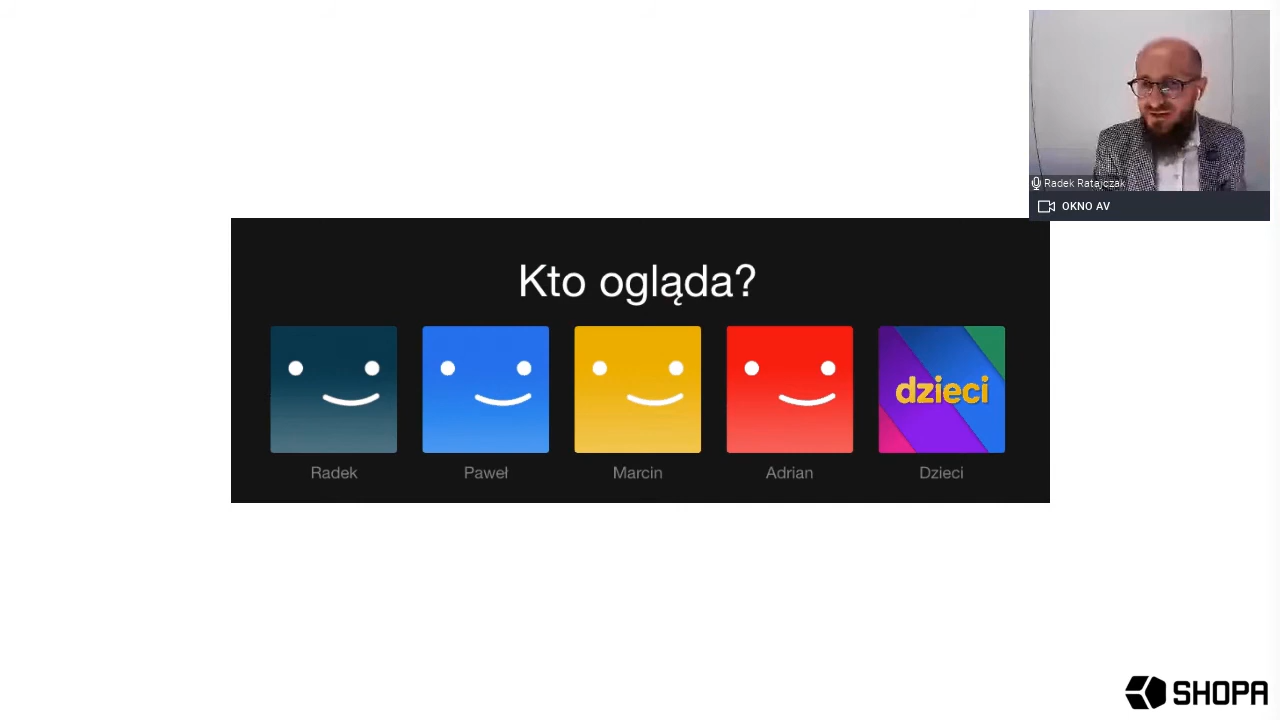 Radek Ratajczak
OKNO AV
Kto ogląda?
dzieci
Radek
Paweł
Marcin
Adrian
Dzieci
SHOPA